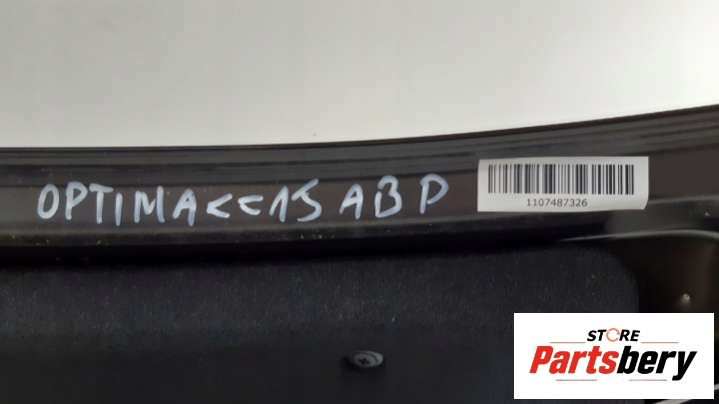 OPTIMA<<15 ABP
1107487326
STORE
Partsbery